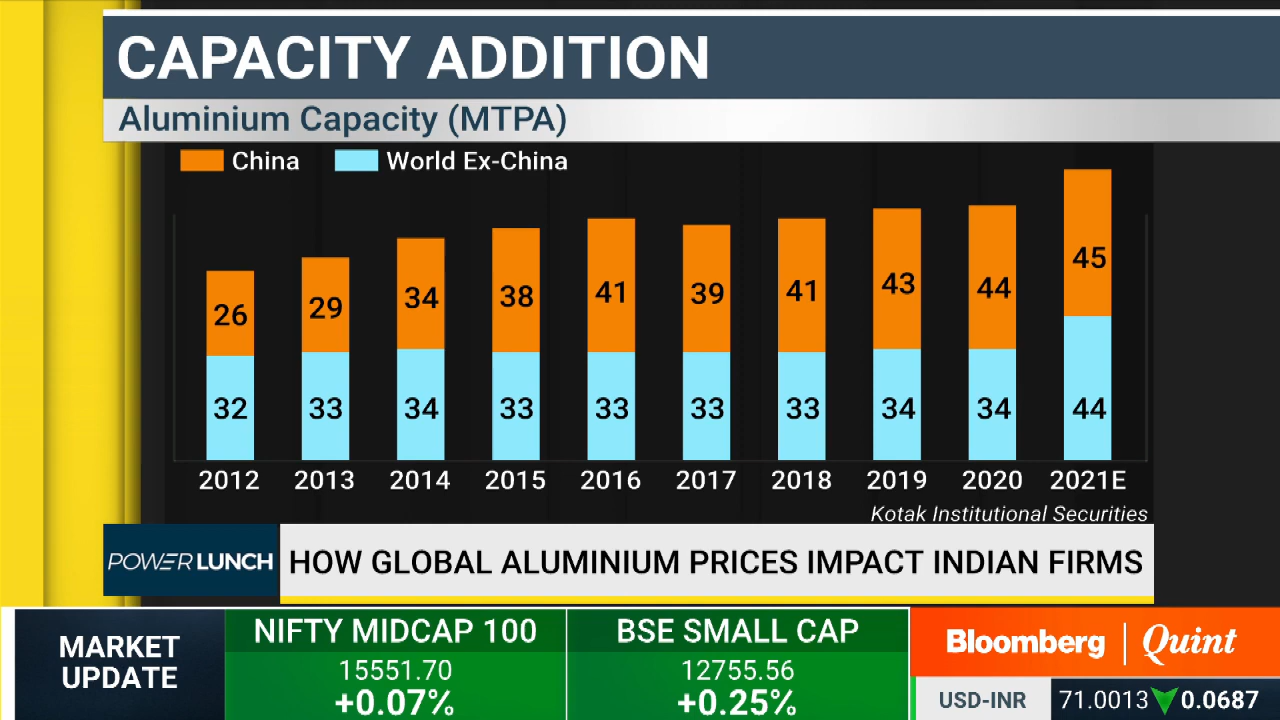 CAPACITY ADDITION
Aluminium Capacity (MTPA)
China World Ex-China
26 29 34 38 41 39 41 43 44 45
32 33 34 33 33 33 33 34 34 44
2012 2013 2014 2015 2016 2017 2018 2019 2020 2021E
Kotak Institutional Securities
POWER LUNCH HOW GLOBAL ALUMINIUM PRICES IMPACT INDIAN FIRMS
MARKET UPDATE
NIFTY MIDCAP 100
15551.70
+0.07%
BSE SMALL CAP
12755.56
+0.25%
Bloomberg | Quint
USD-INR 71.0013 0.0687